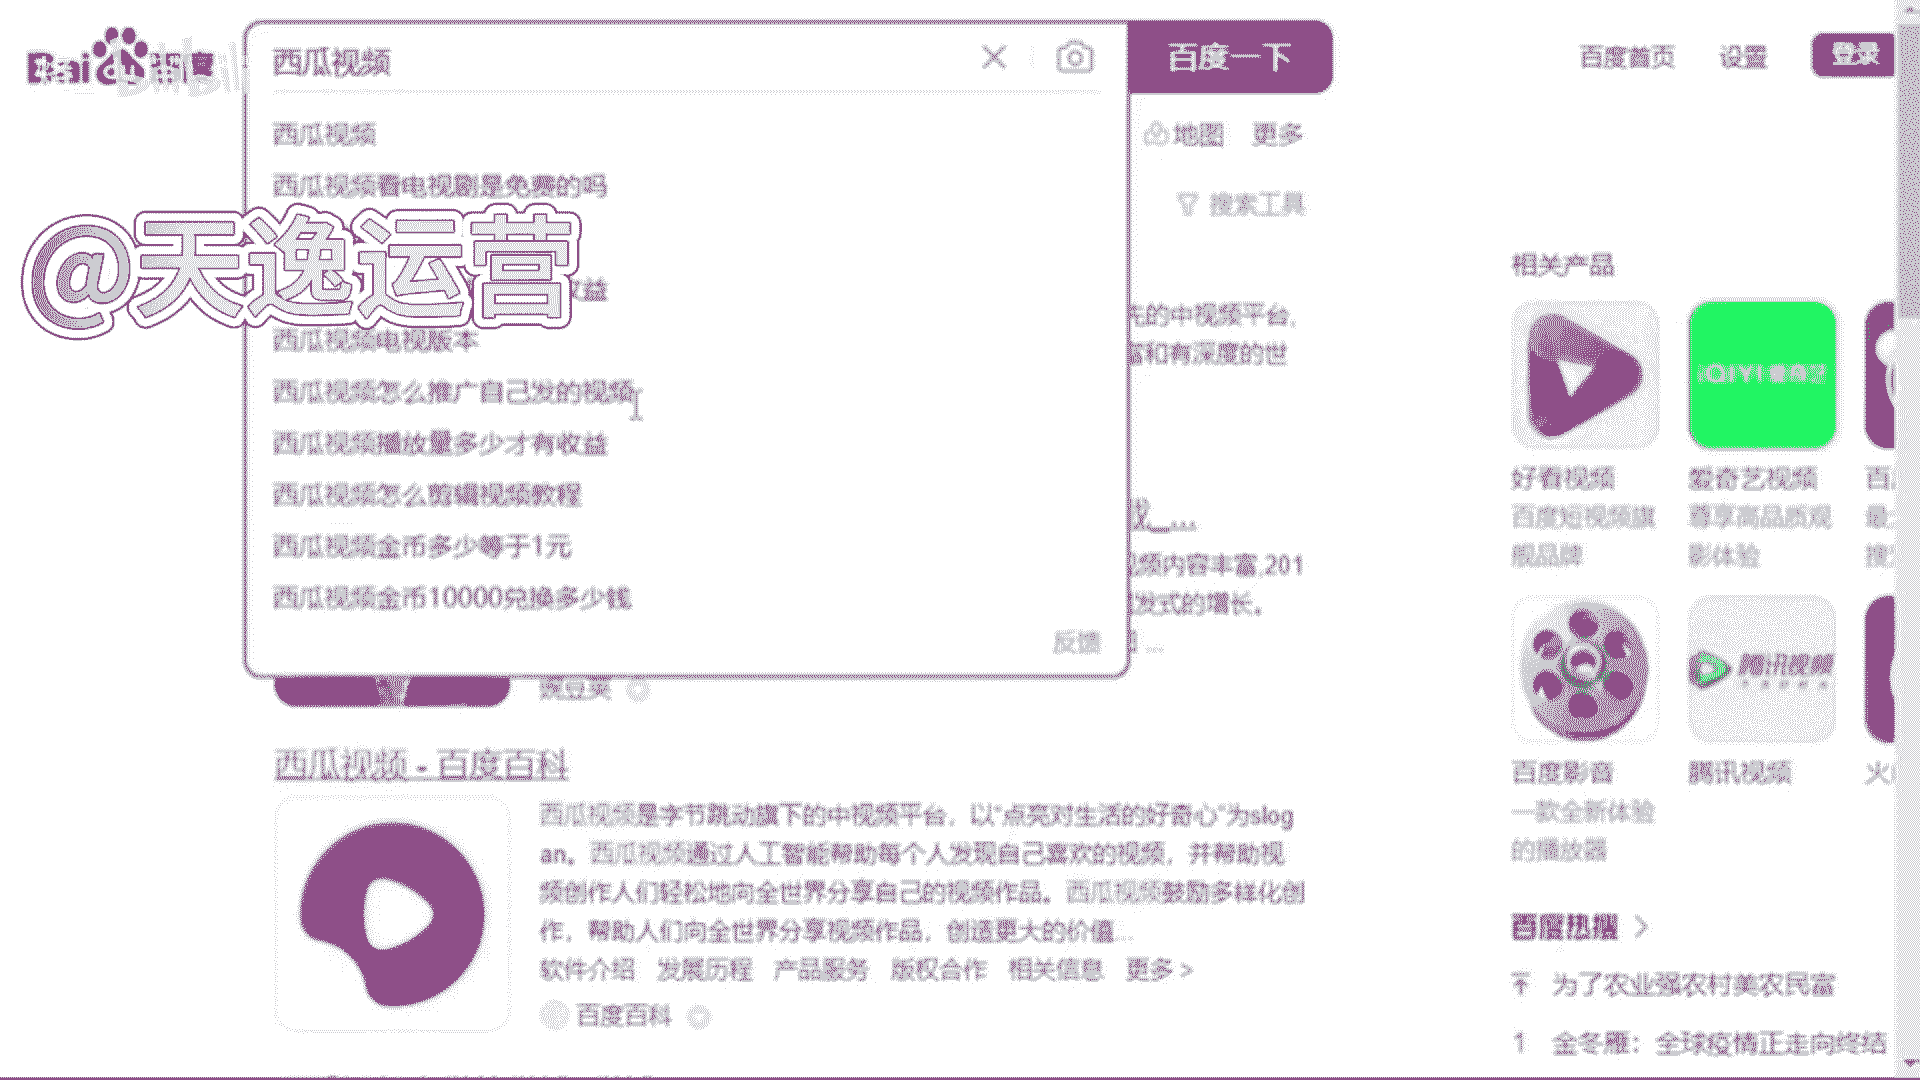 Bai du 百度
西瓜视频
百度一下
百度首页 设置 登录
西瓜视频
地图 更多
西瓜视频看电视剧是免费的吗
搜索工具
@天逸运营
收益
西瓜视频电视版本
西瓜视频怎么推广自己发的视频
西瓜视频播放量多少才有收益
西瓜视频怎么剪辑视频教程
西瓜视频金币多少等于1元
西瓜视频金币10000兑换多少钱
反馈
先的中视频平台,
富和有深度的世
视频内容丰富,201
发式的增长。
豌豆荚
西瓜视频 - 百度百科
西瓜视频是字节跳动旗下的中视频平台，以"点亮对生活的好奇心"为slog
an。西瓜视频通过人工智能帮助每个人发现自己喜欢的视频，并帮助视
频创作人们轻松地向全世界分享自己的视频作品。西瓜视频鼓励多样化创
作，帮助人们向全世界分享视频作品，创造更大的价值...
软件介绍 发展历程 产品服务 版权合作 相关信息 更多 >
百度百科
相关产品
iQIYI 爱奇艺
好看视频
百度短视频旗
舰品牌
爱奇艺视频
尊享高品质观
影体验
腾讯视频
百度影音
一款全新体验
的播放器
腾讯视频
百度热搜 >
为了农业强农村美农民富
1 金冬雁：全球疫情正走向终结